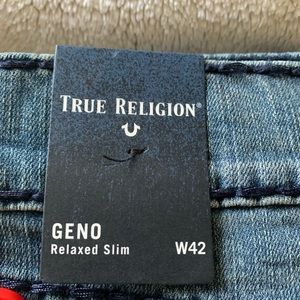 TRUE RELIGION®
GENO
Relaxed Slim W42